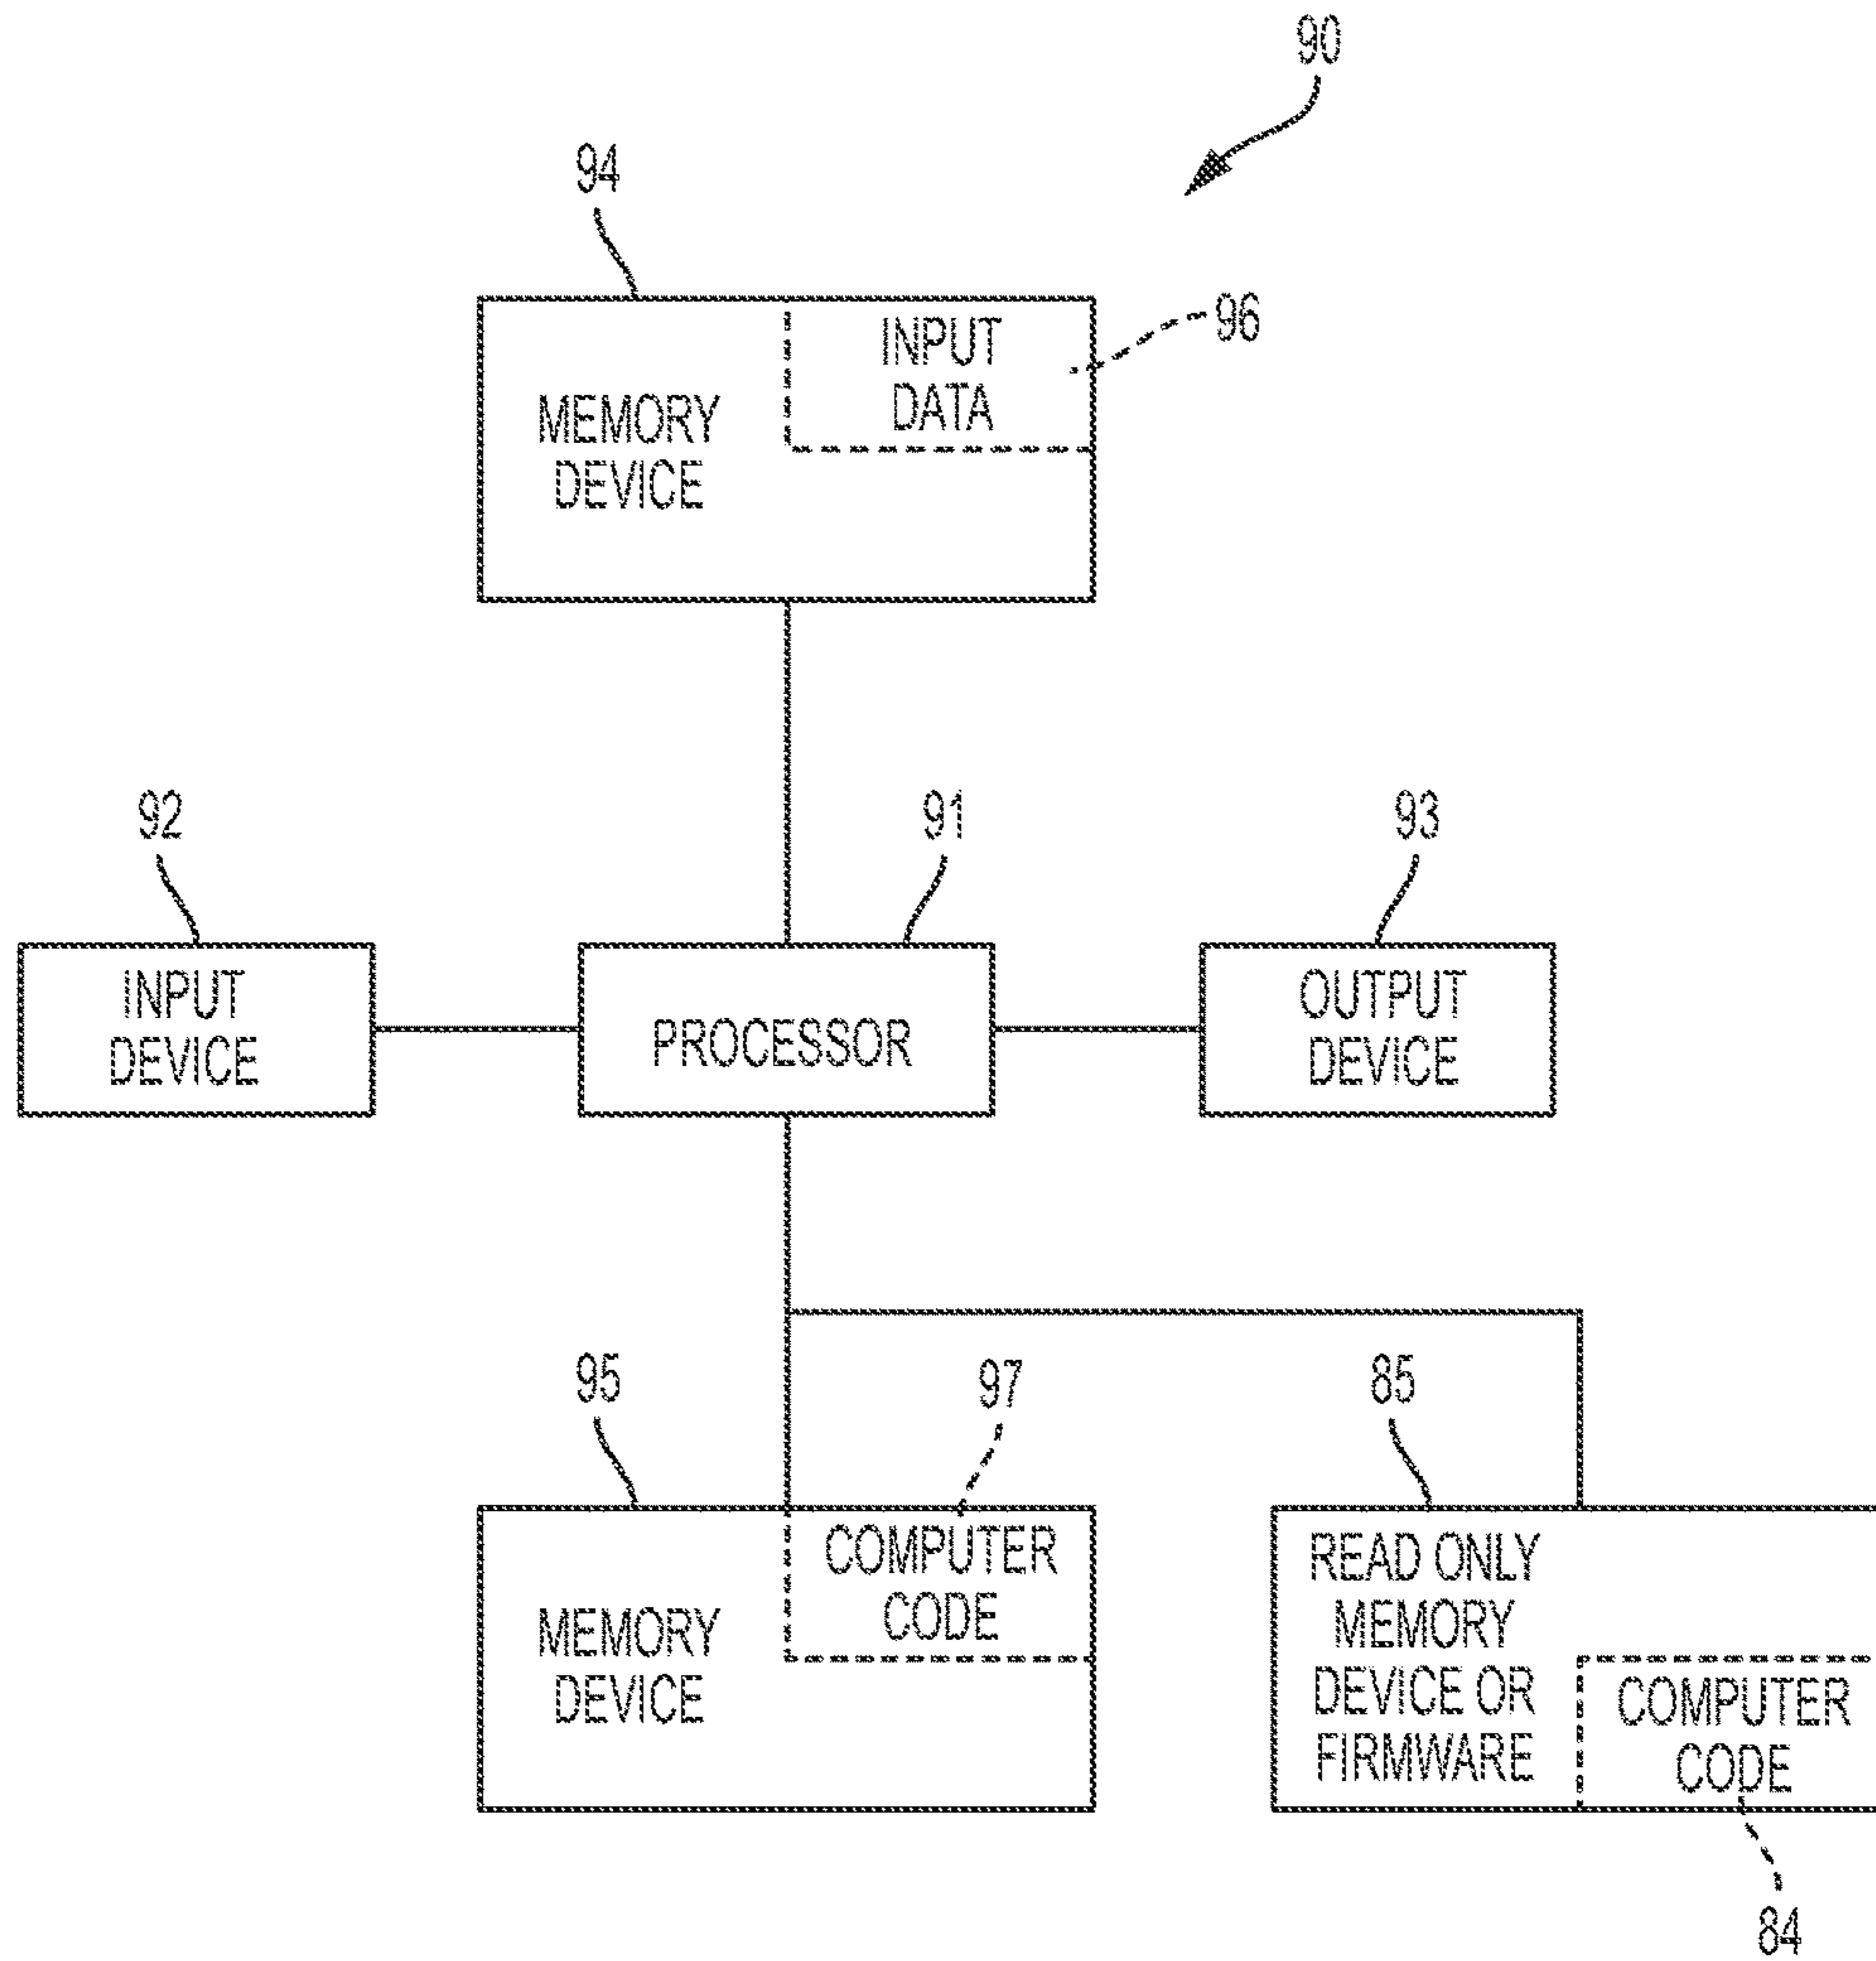 90
94
96
INPUT
DATA
MEMORY
DEVICE
92
91
93
INPUT
DEVICE
PROCESSOR
OUTPUT
DEVICE
95
97
85
COMPUTER
CODE
MEMORY
DEVICE
READ ONLY
MEMORY
DEVICE OR
FIRMWARE
COMPUTER
CODE
84